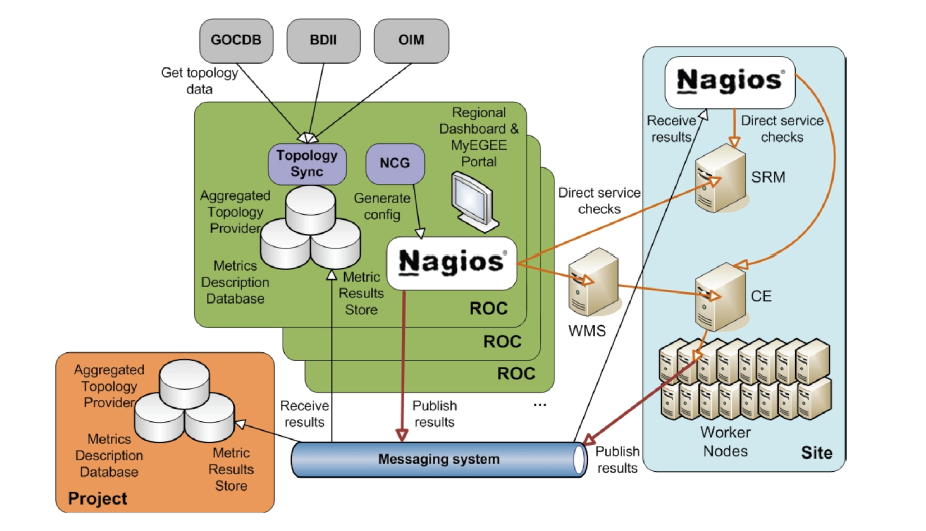 GOCDB
BDII
OIM
Get topology
data
Topology
Sync
NCG
Regional
Dashboard &
MyEGEE
Portal
Aggregated
Topology
Provider
Generate
config
Metrics
Description
Database
Metric
Results
Store
Nagios®
ROC
ROC
ROC
...
Direct service
checks
WMS
Nagios®
Receive
results
Direct service
checks
SRM
CE
Worker
Nodes
Site
Aggregated
Topology
Provider
Metrics
Description
Database
Metric
Results
Store
Project
Receive
results
Publish
results
Messaging system
Publish
results